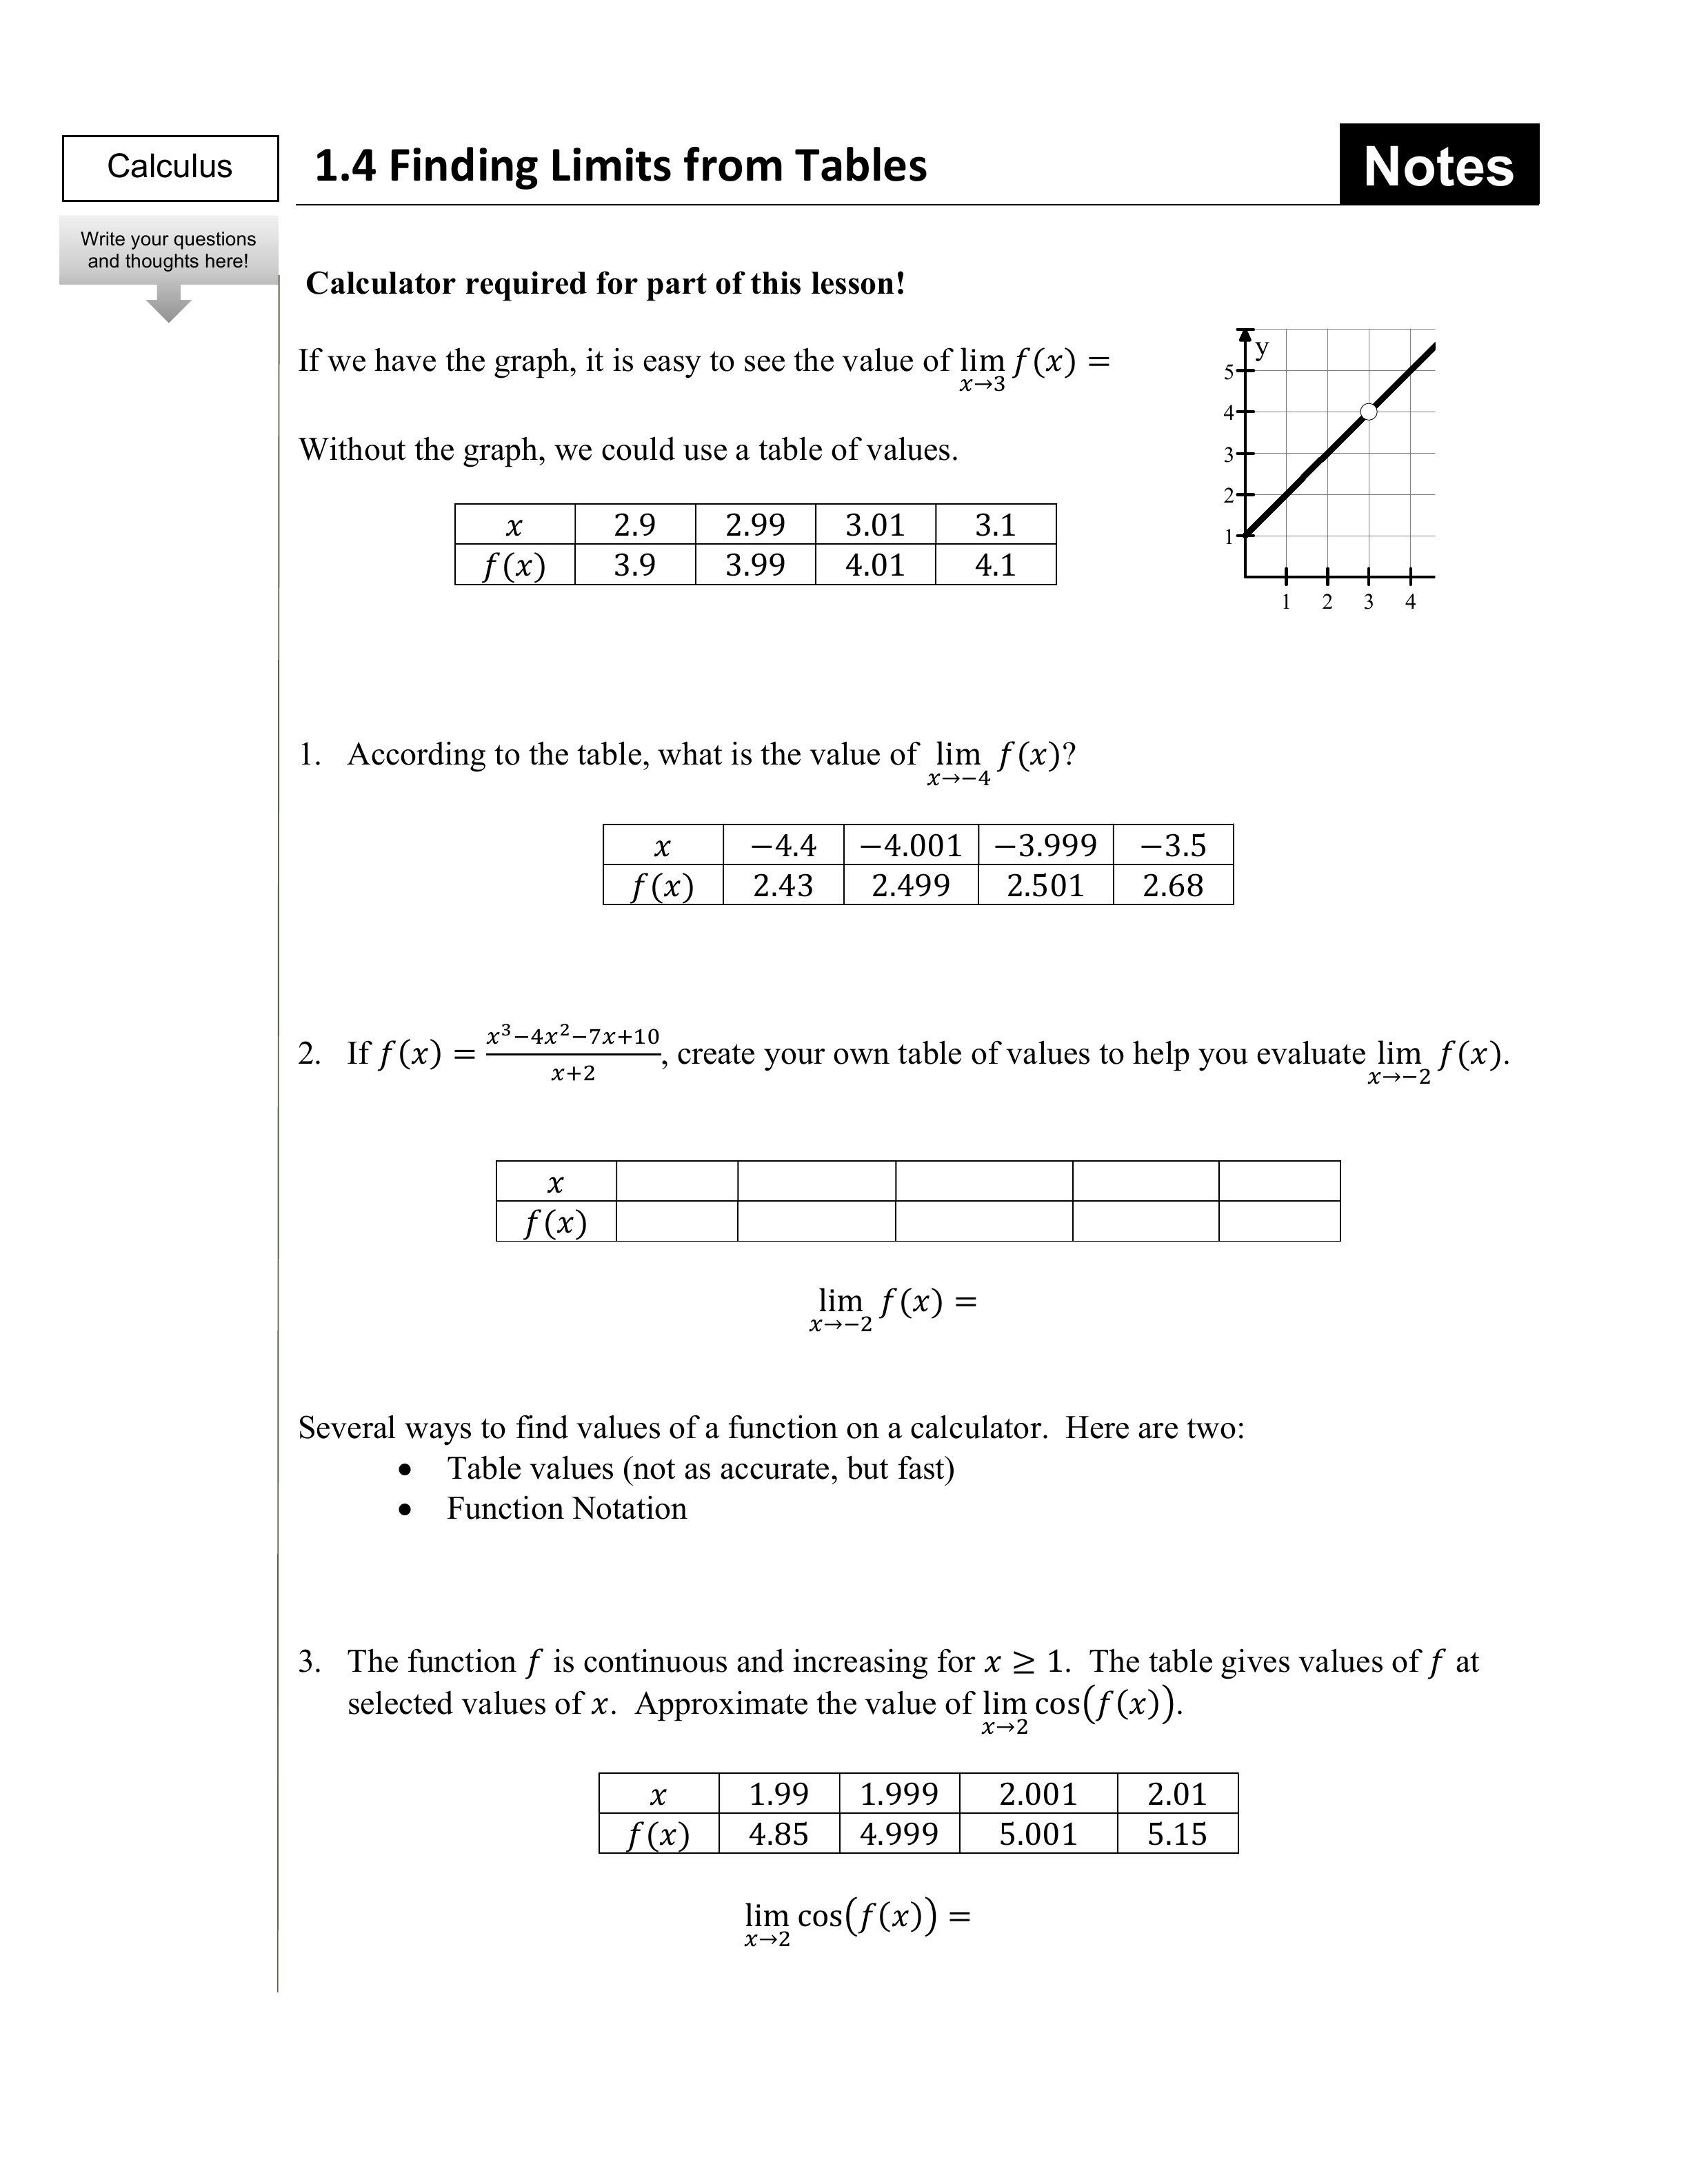 Calculus
1.4 Finding Limits from Tables
Notes
Write your questions
and thoughts here!
Calculator required for part of this lesson!
If we have the graph, it is easy to see the value of lim f(x) =
x→3
Without the graph, we could use a table of values.
x 2.9 2.99 3.01 3.1
f(x) 3.9 3.99 4.01 4.1
y
5
4
3
2
1
1 2 3 4
1. According to the table, what is the value of lim f(x)?
x→−4
x −4.4 −4.001 −3.999 −3.5
f(x) 2.43 2.499 2.501 2.68
2. If f(x) = (x³−4x²−7x+10)/(x+2), create your own table of values to help you evaluate lim f(x).
x→−2
x
f(x)
lim f(x) =
x→−2
Several ways to find values of a function on a calculator. Here are two:
• Table values (not as accurate, but fast)
• Function Notation
3. The function f is continuous and increasing for x ≥ 1. The table gives values of f at
selected values of x. Approximate the value of lim cos(f(x)).
x→2
x 1.99 1.999 2.001 2.01
f(x) 4.85 4.999 5.001 5.15
lim cos(f(x)) =
x→2